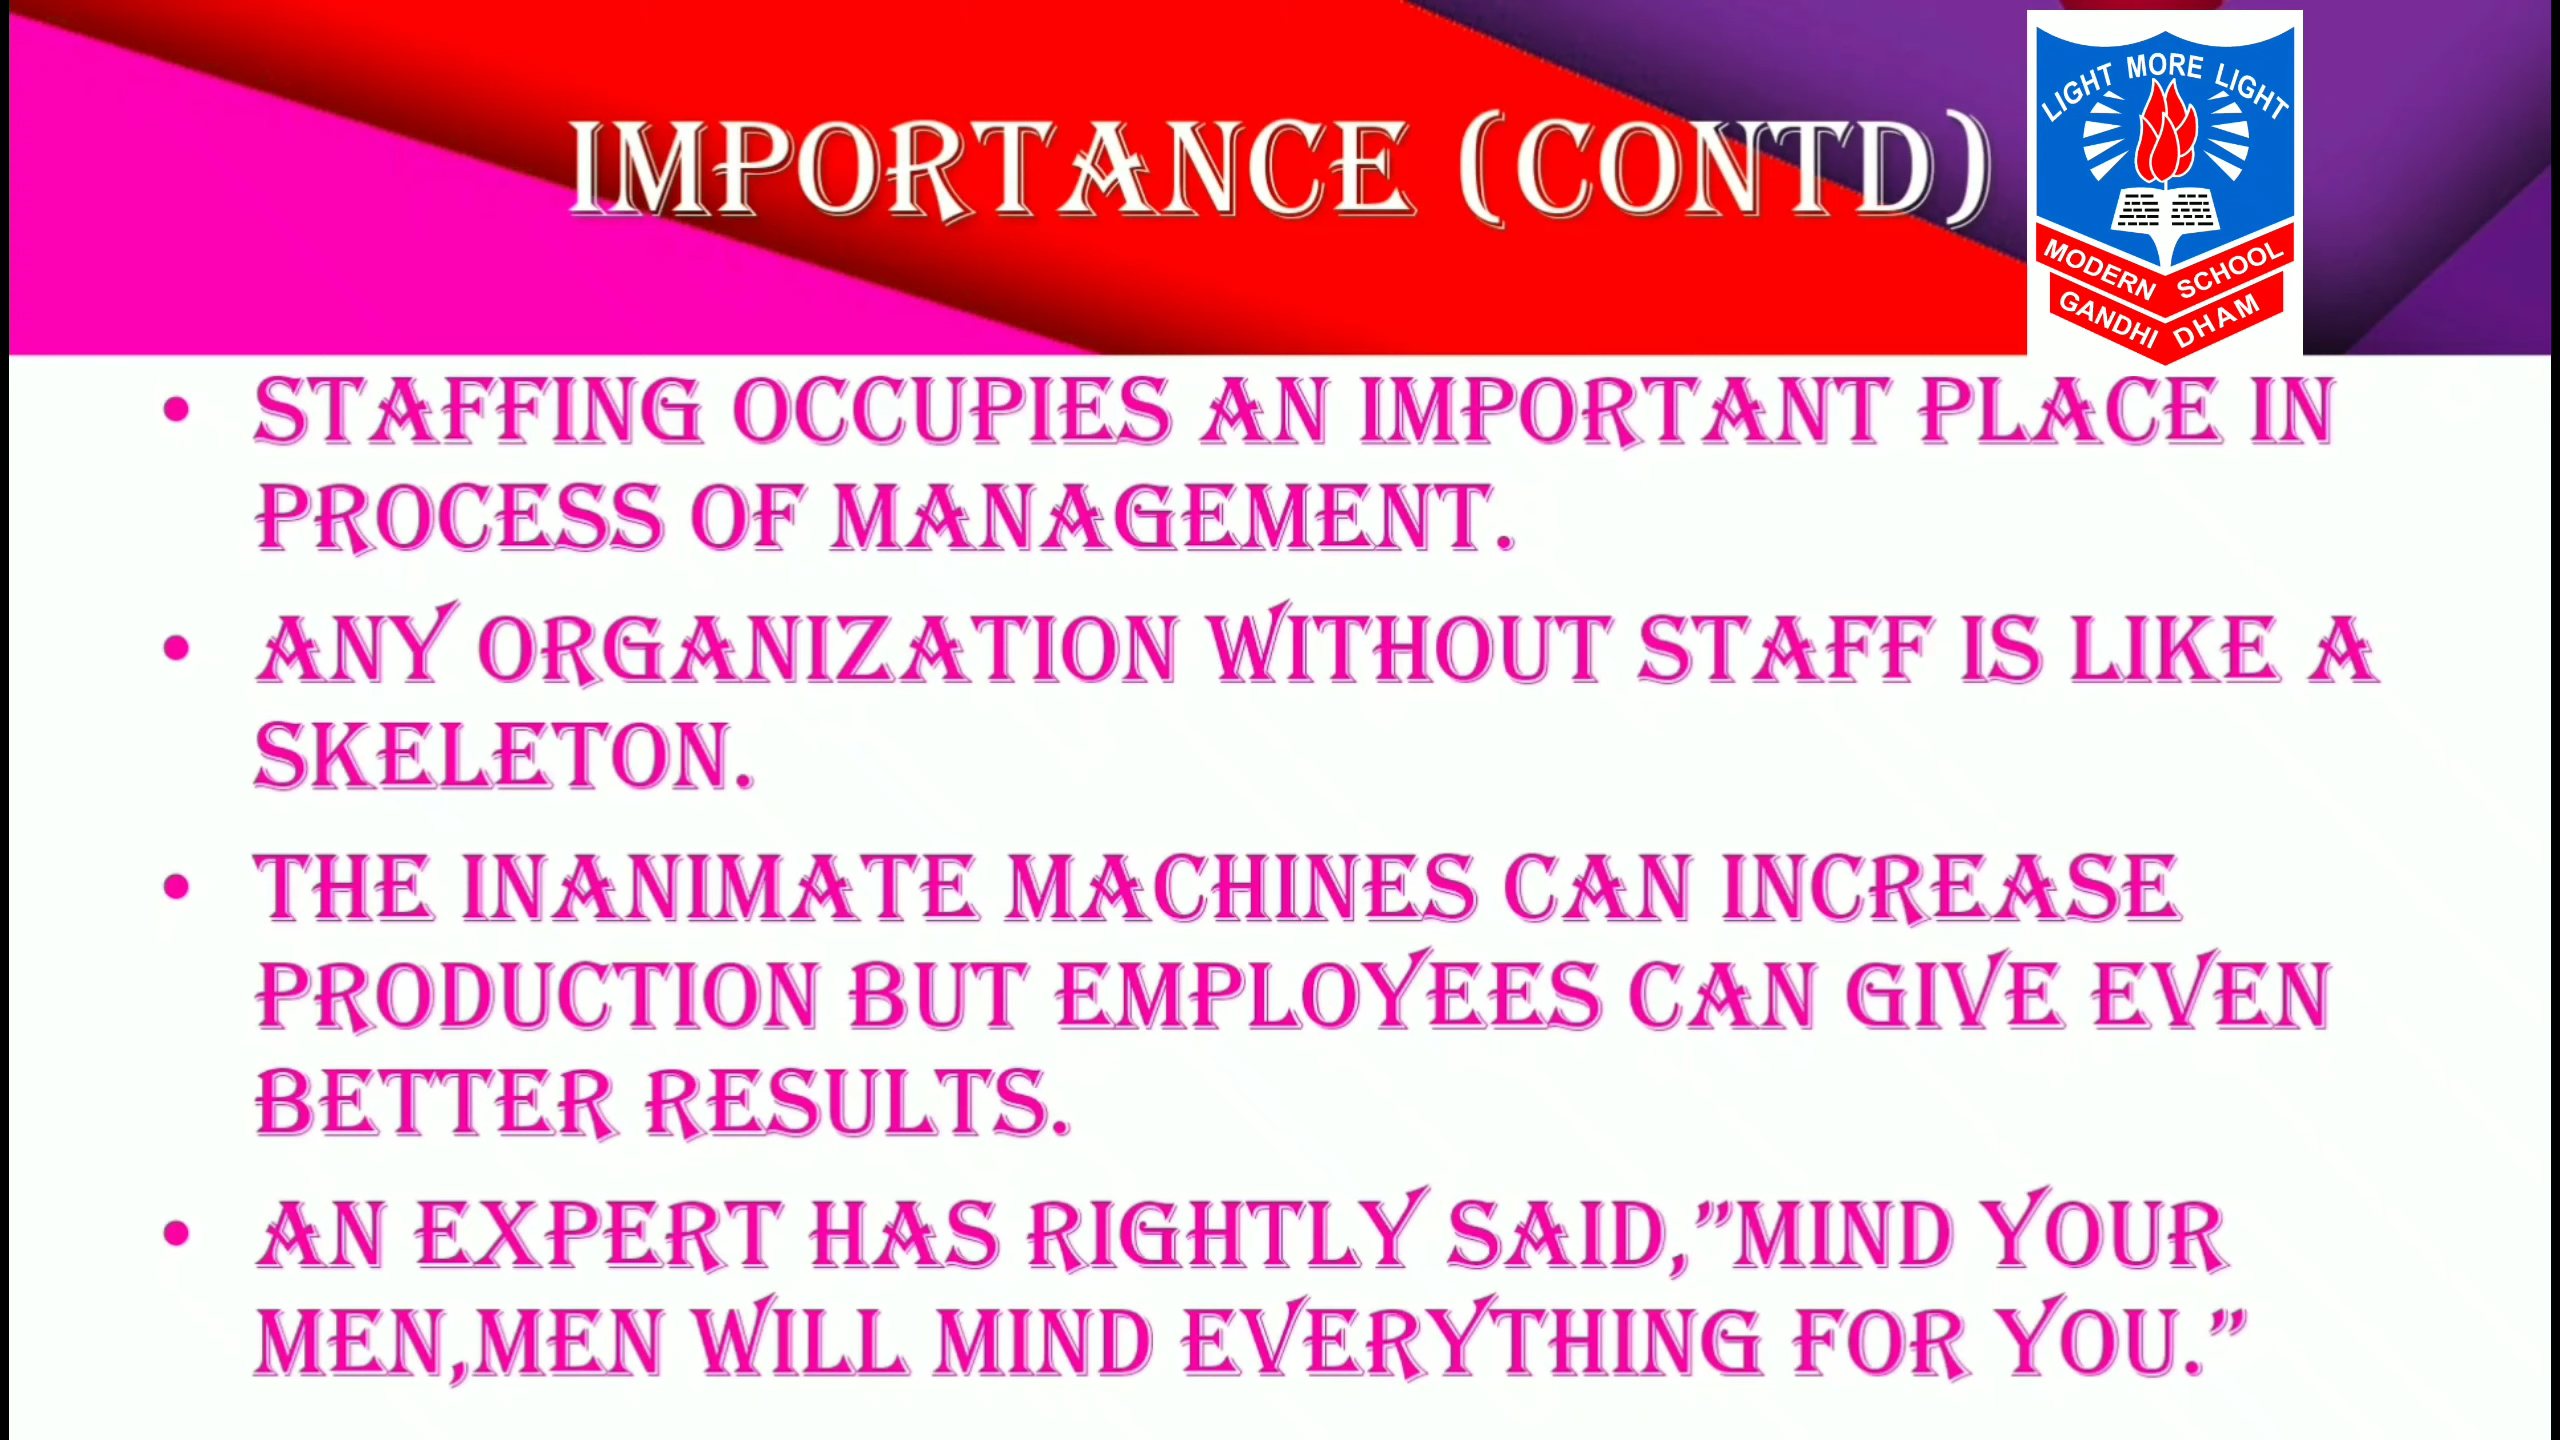 IMPORTANCE (CONTD)
LIGHT MORE LIGHT
MODERN SCHOOL
GANDHI DHAM
• STAFFING OCCUPIES AN IMPORTANT PLACE IN
PROCESS OF MANAGEMENT.
• ANY ORGANIZATION WITHOUT STAFF IS LIKE A
SKELETON.
• THE INANIMATE MACHINES CAN INCREASE
PRODUCTION BUT EMPLOYEES CAN GIVE EVEN
BETTER RESULTS.
• AN EXPERT HAS RIGHTLY SAID,”MIND YOUR
MEN,MEN WILL MIND EVERYTHING FOR YOU.”